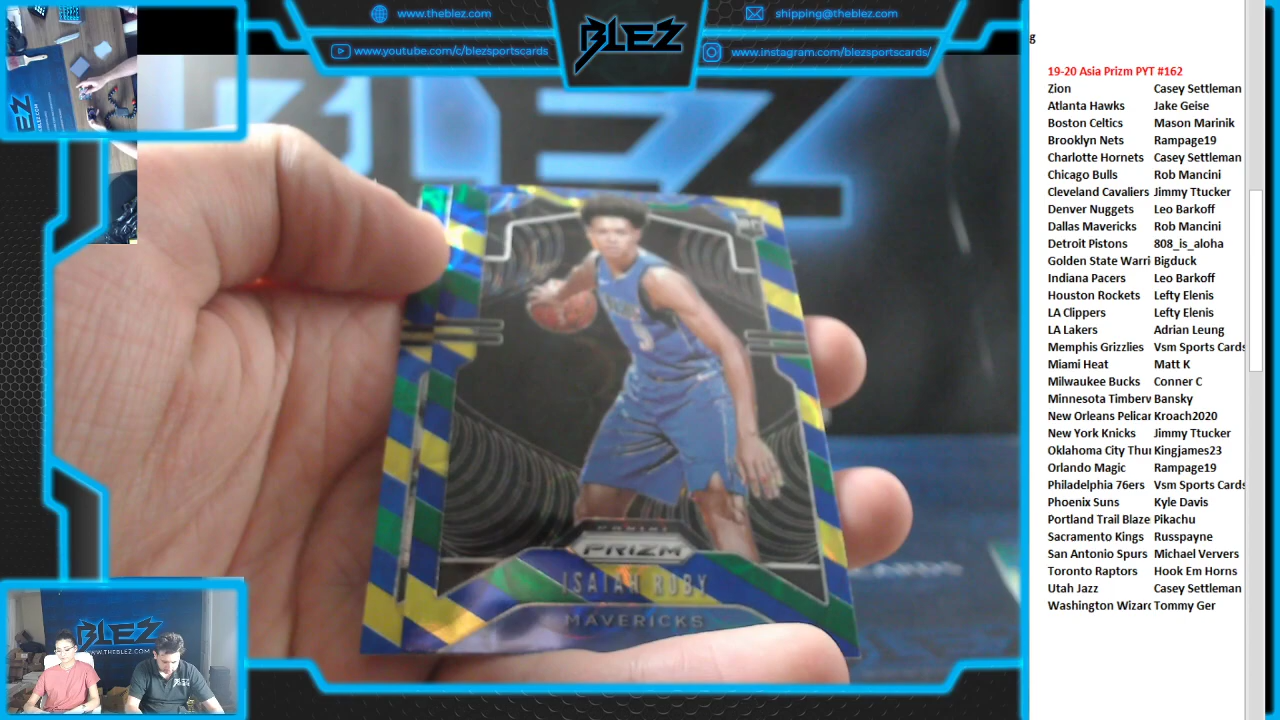 www.theblez.com
shipping@theblez.com
www.youtube.com/c/blezsportscards
www.instagram.com/blezsportscards/
BLEZ
BLEZ
g
19-20 Asia Prizm PYT #162
Zion Casey Settleman
Atlanta Hawks Jake Geise
Boston Celtics Mason Marinik
Brooklyn Nets Rampage19
Charlotte Hornets Casey Settleman
Chicago Bulls Rob Mancini
Cleveland Cavaliers Jimmy Ttucker
Denver Nuggets Leo Barkoff
Dallas Mavericks Rob Mancini
Detroit Pistons 808_is_aloha
Golden State Warri Bigduck
Indiana Pacers Leo Barkoff
Houston Rockets Lefty Elenis
LA Clippers Lefty Elenis
LA Lakers Adrian Leung
Memphis Grizzlies Vsm Sports Cards
Miami Heat Matt K
Milwaukee Bucks Conner C
Minnesota Timberv Bansky
New Orleans Pelicar Kroach2020
New York Knicks Jimmy Ttucker
Oklahoma City Thu Kingjames23
Orlando Magic Rampage19
Philadelphia 76ers Vsm Sports Cards
Phoenix Suns Kyle Davis
Portland Trail Blaze Pikachu
Sacramento Kings Russpayne
San Antonio Spurs Michael Ververs
Toronto Raptors Hook Em Horns
Utah Jazz Casey Settleman
Washington Wizarc Tommy Ger
PANINI
PRIZM
ISAIAH ROBY
MAVERICKS
BLEZ
WWW.THEBLEZ.COM